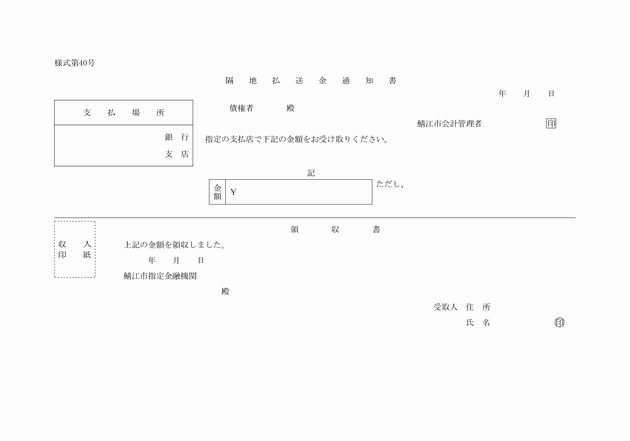 様式第40号
隔地払送金通知書
年　月　日
支払場所
債権者　殿
鯖江市会計管理者　印
銀行
支店
指定の支払店で下記の金額をお受け取りください。
記
金額　￥
ただし、
領収書
収入印紙
上記の金額を領収しました。
年　月　日
鯖江市指定金融機関
殿
受取人　住所
氏名　印